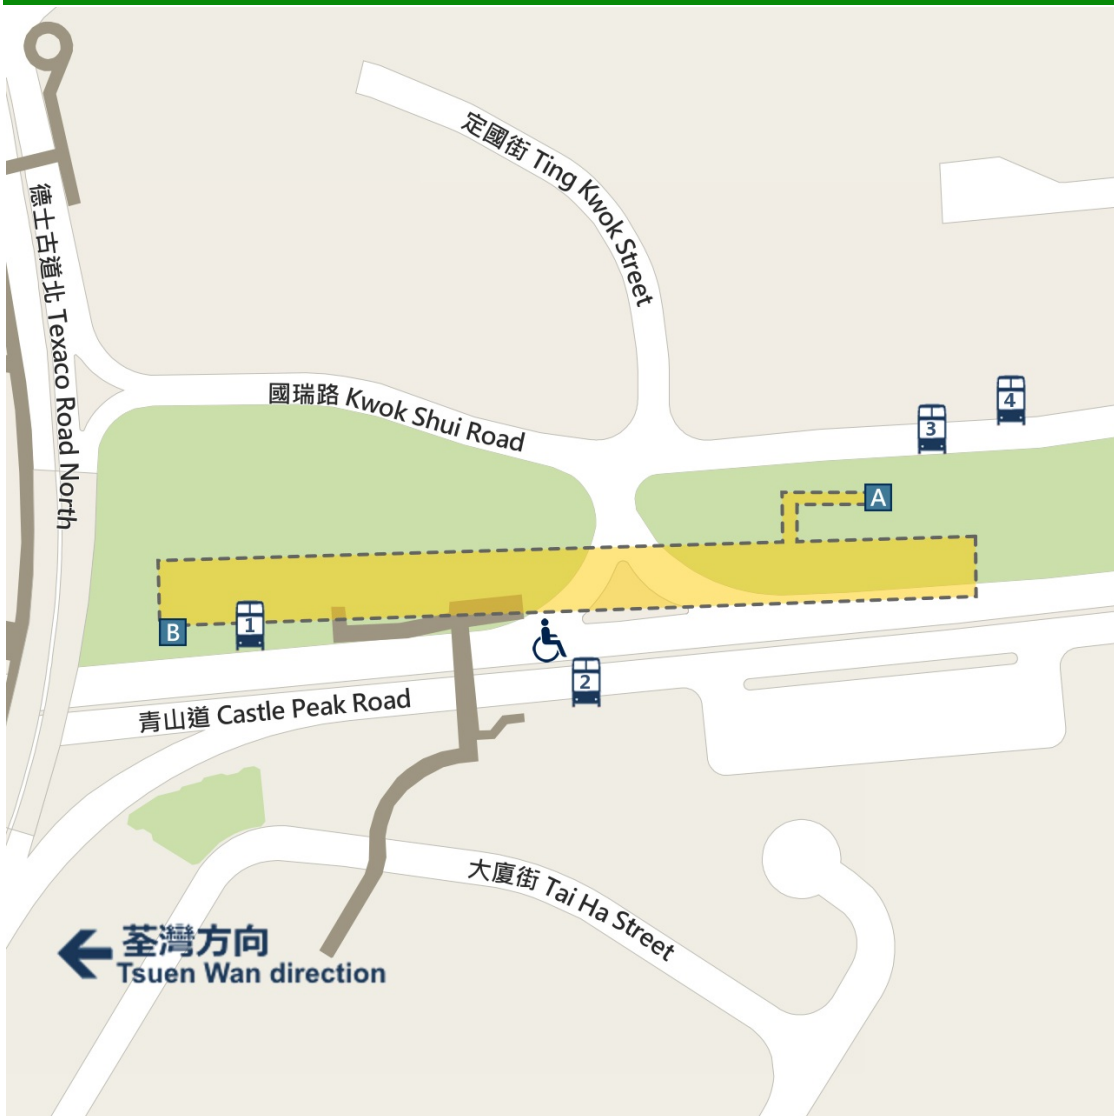 定國街 Ting Kwok Street
德士古道北 Texaco Road North
國瑞路 Kwok Shui Road
4
3
A
1
B
2
青山道 Castle Peak Road
大廈街 Tai Ha Street
荃灣方向
Tsuen Wan direction